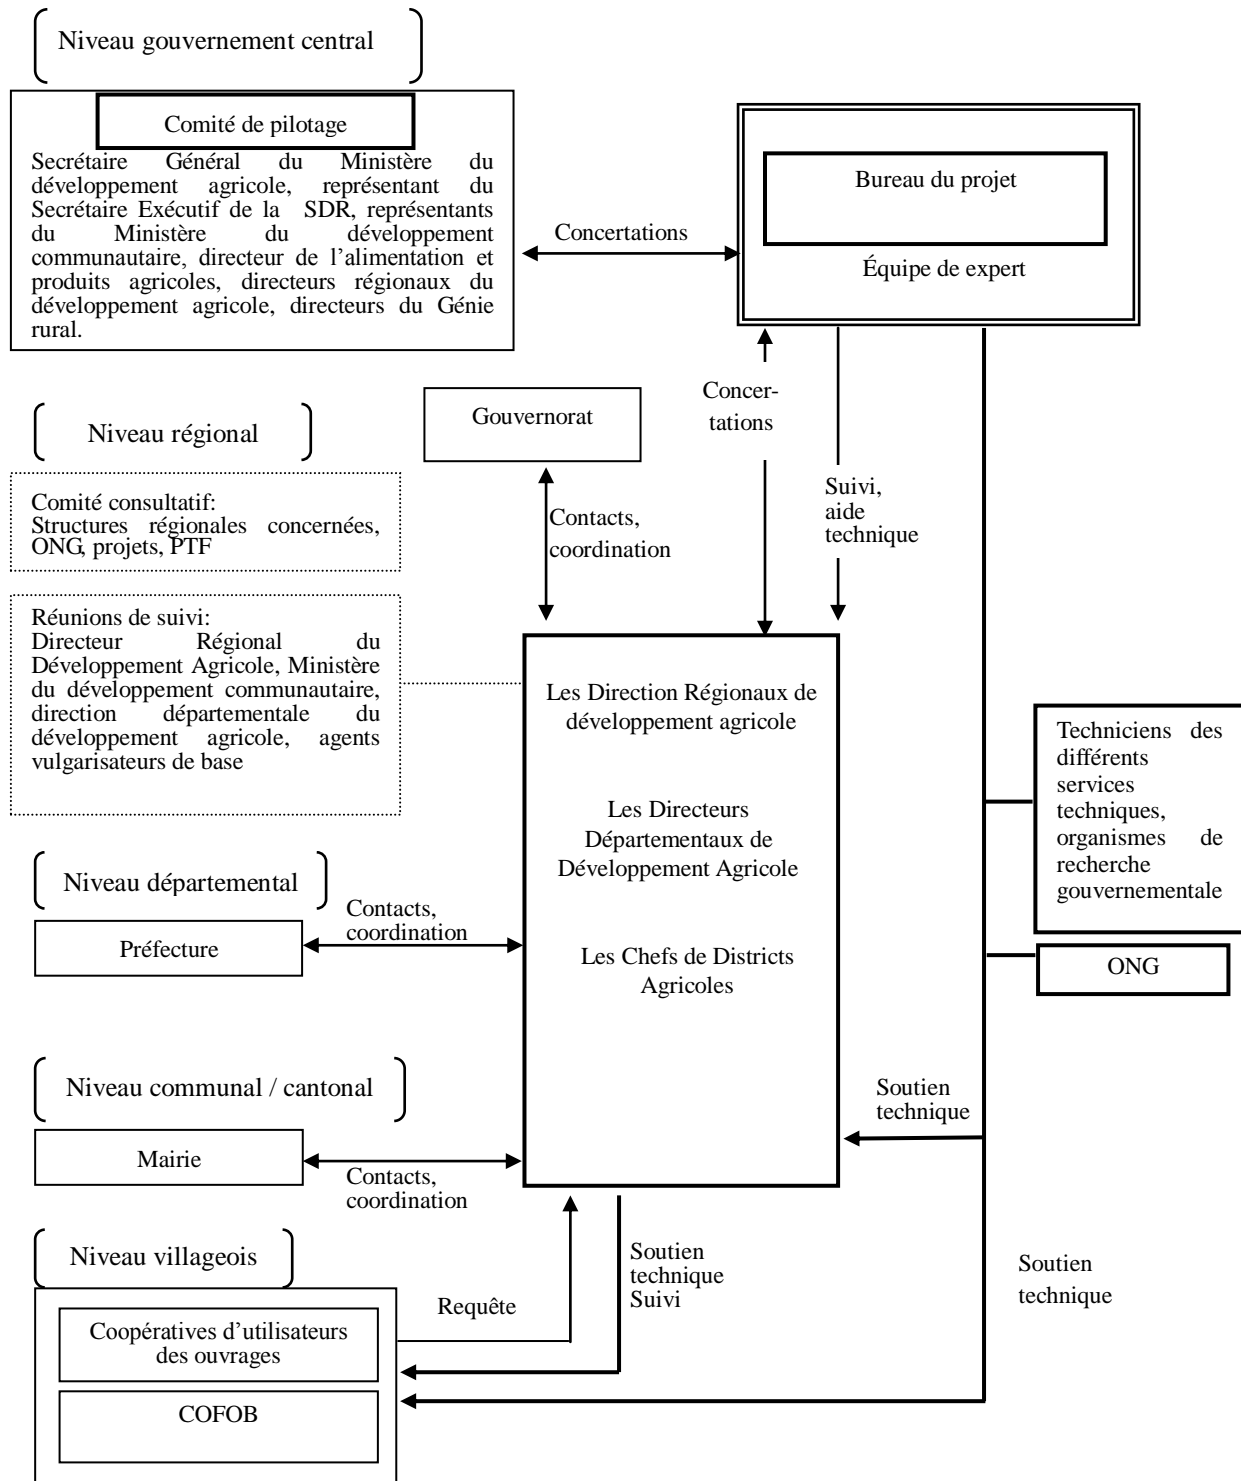 Niveau gouvernement central
Comité de pilotage
Secrétaire Général du Ministère du
développement agricole, représentant du
Secrétaire Exécutif de la SDR, représentants
du Ministère du développement
communautaire, directeur de l’alimentation et
produits agricoles, directeurs régionaux du
développement agricole, directeurs du Génie
rural.
Concertations
Bureau du projet
Équipe de expert
Niveau régional
Gouvernorat
Concer-
tations
Suivi,
aide
technique
Contacts,
coordination
Comité consultatif:
Structures régionales concernées,
ONG, projets, PTF
Réunions de suivi:
Directeur Régional du
Développement Agricole, Ministère
du développement communautaire,
direction départementale du
développement agricole, agents
vulgarisateurs de base
Les Direction Régionaux de
développement agricole
Les Directeurs
Départementaux de
Développement Agricole
Les Chefs de Districts
Agricoles
Techniciens des
différents
services
techniques,
organismes de
recherche
gouvernementale
ONG
Niveau départemental
Préfecture
Contacts,
coordination
Niveau communal / cantonal
Mairie
Contacts,
coordination
Soutien
technique
Niveau villageois
Coopératives d’utilisateurs
des ouvrages
COFOB
Requête
Soutien
technique
Suivi
Soutien
technique